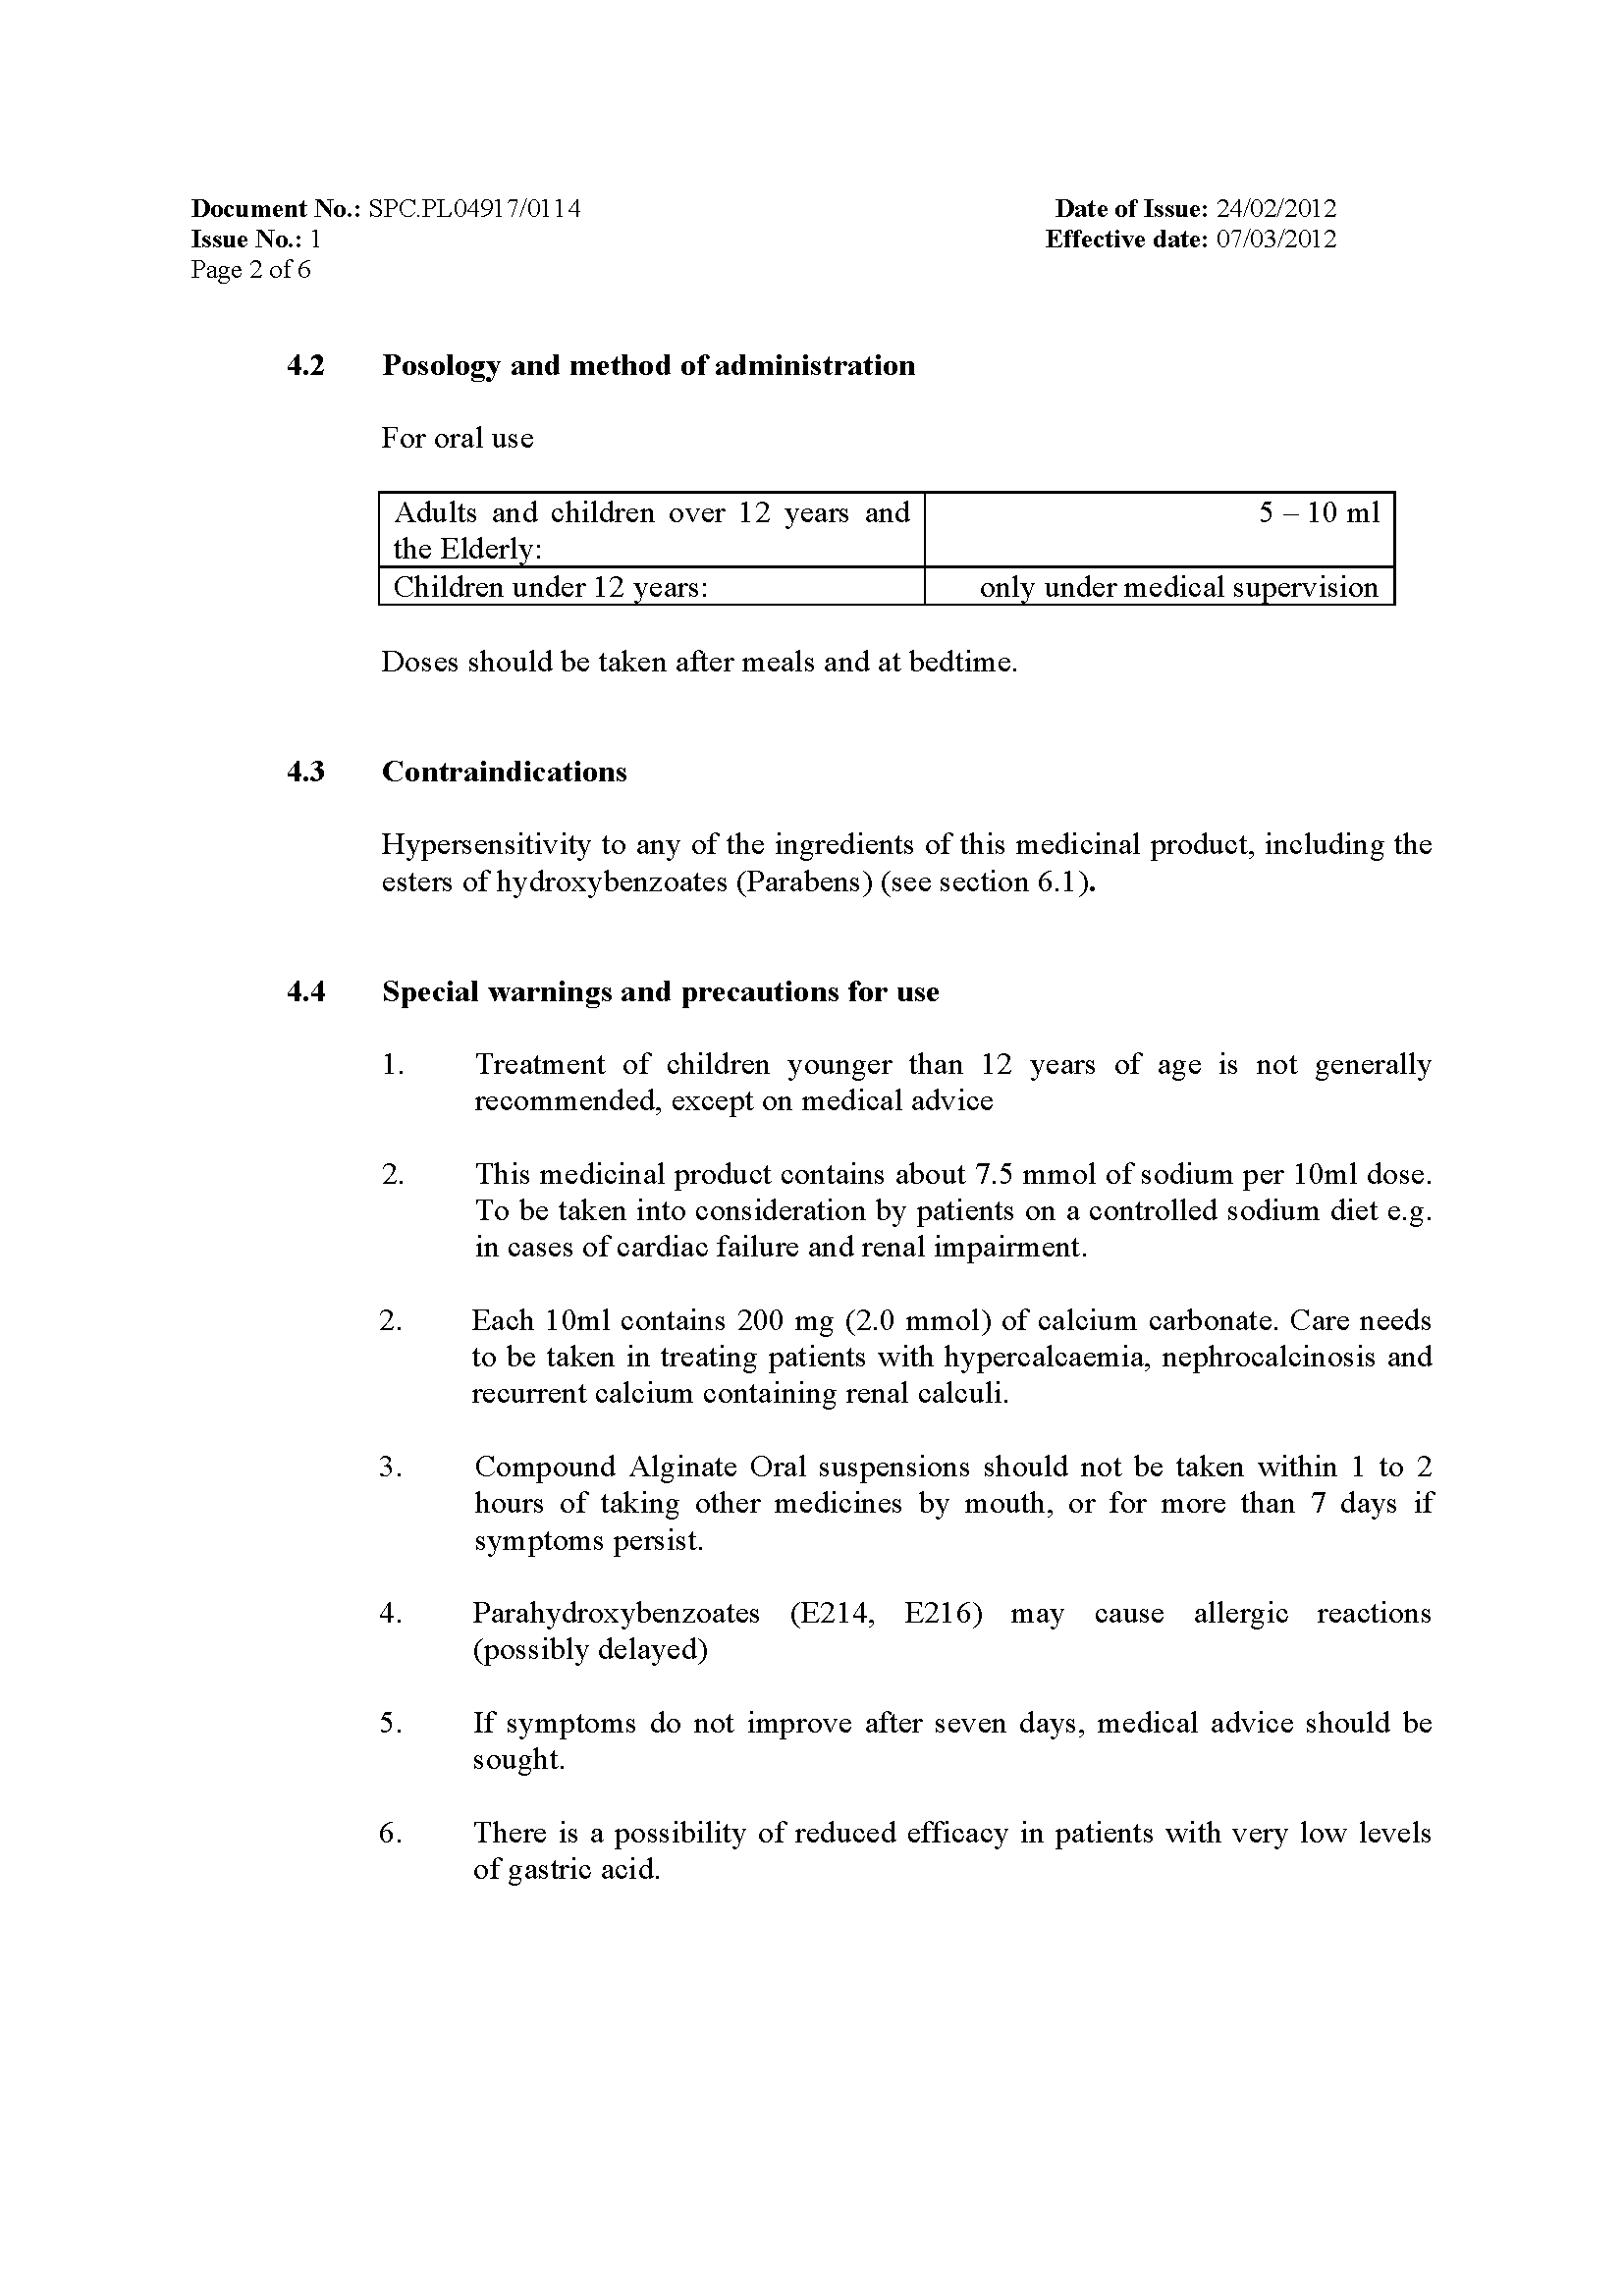 Document No.: SPC.PL04917/0114
Date of Issue: 24/02/2012
Issue No.: 1
Effective date: 07/03/2012
Page 2 of 6
4.2 Posology and method of administration
For oral use
Adults and children over 12 years and
the Elderly:
5 – 10 ml
Children under 12 years:
only under medical supervision
Doses should be taken after meals and at bedtime.
4.3 Contraindications
Hypersensitivity to any of the ingredients of this medicinal product, including the
esters of hydroxybenzoates (Parabens) (see section 6.1).
4.4 Special warnings and precautions for use
1. Treatment of children younger than 12 years of age is not generally
recommended, except on medical advice
2. This medicinal product contains about 7.5 mmol of sodium per 10ml dose.
To be taken into consideration by patients on a controlled sodium diet e.g.
in cases of cardiac failure and renal impairment.
2. Each 10ml contains 200 mg (2.0 mmol) of calcium carbonate. Care needs
to be taken in treating patients with hypercalcaemia, nephrocalcinosis and
recurrent calcium containing renal calculi.
3. Compound Alginate Oral suspensions should not be taken within 1 to 2
hours of taking other medicines by mouth, or for more than 7 days if
symptoms persist.
4. Parahydroxybenzoates (E214, E216) may cause allergic reactions
(possibly delayed)
5. If symptoms do not improve after seven days, medical advice should be
sought.
6. There is a possibility of reduced efficacy in patients with very low levels
of gastric acid.